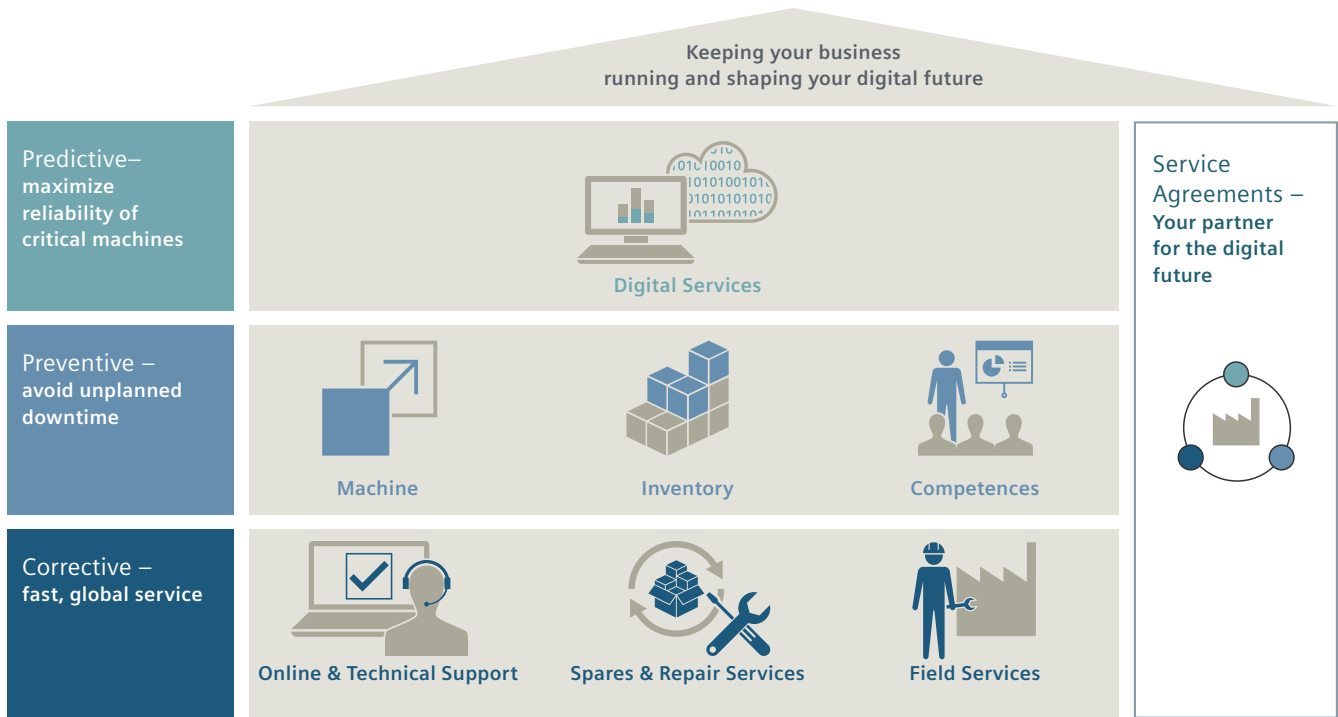 Keeping your business
running and shaping your digital future
Predictive–
maximize
reliability of
critical machines
Digital Services
Service
Agreements –
Your partner
for the digital
future
Preventive –
avoid unplanned
downtime
Machine
Inventory
Competences
Corrective –
fast, global service
Online & Technical Support
Spares & Repair Services
Field Services